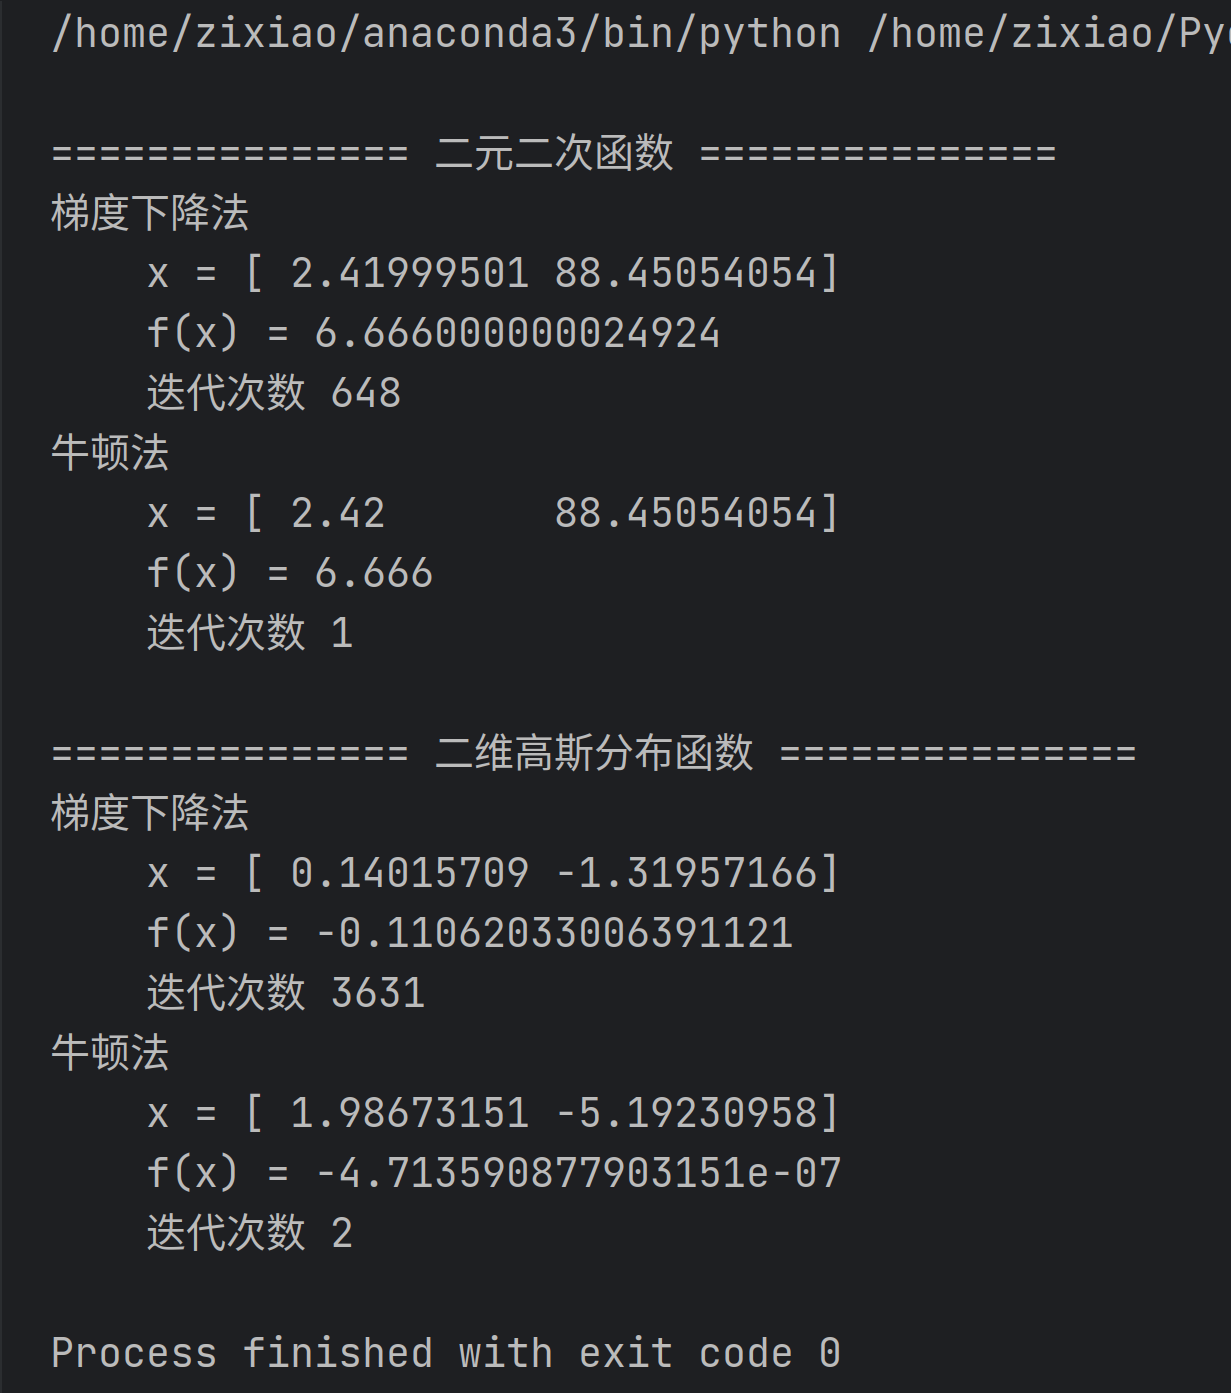 /home/zixiao/anaconda3/bin/python /home/zixiao/Pyc
=============== 二元二次函数 ===============
梯度下降法
    x = [ 2.41999501 88.45054054]
    f(x) = 6.6660000000024924
    迭代次数 648
牛顿法
    x = [ 2.42       88.45054054]
    f(x) = 6.666
    迭代次数 1
=============== 二维高斯分布函数 ===============
梯度下降法
    x = [ 0.14015709 -1.31957166]
    f(x) = -0.11062033006391121
    迭代次数 3631
牛顿法
    x = [ 1.98673151 -5.19230958]
    f(x) = -4.713590877903151e-07
    迭代次数 2
Process finished with exit code 0